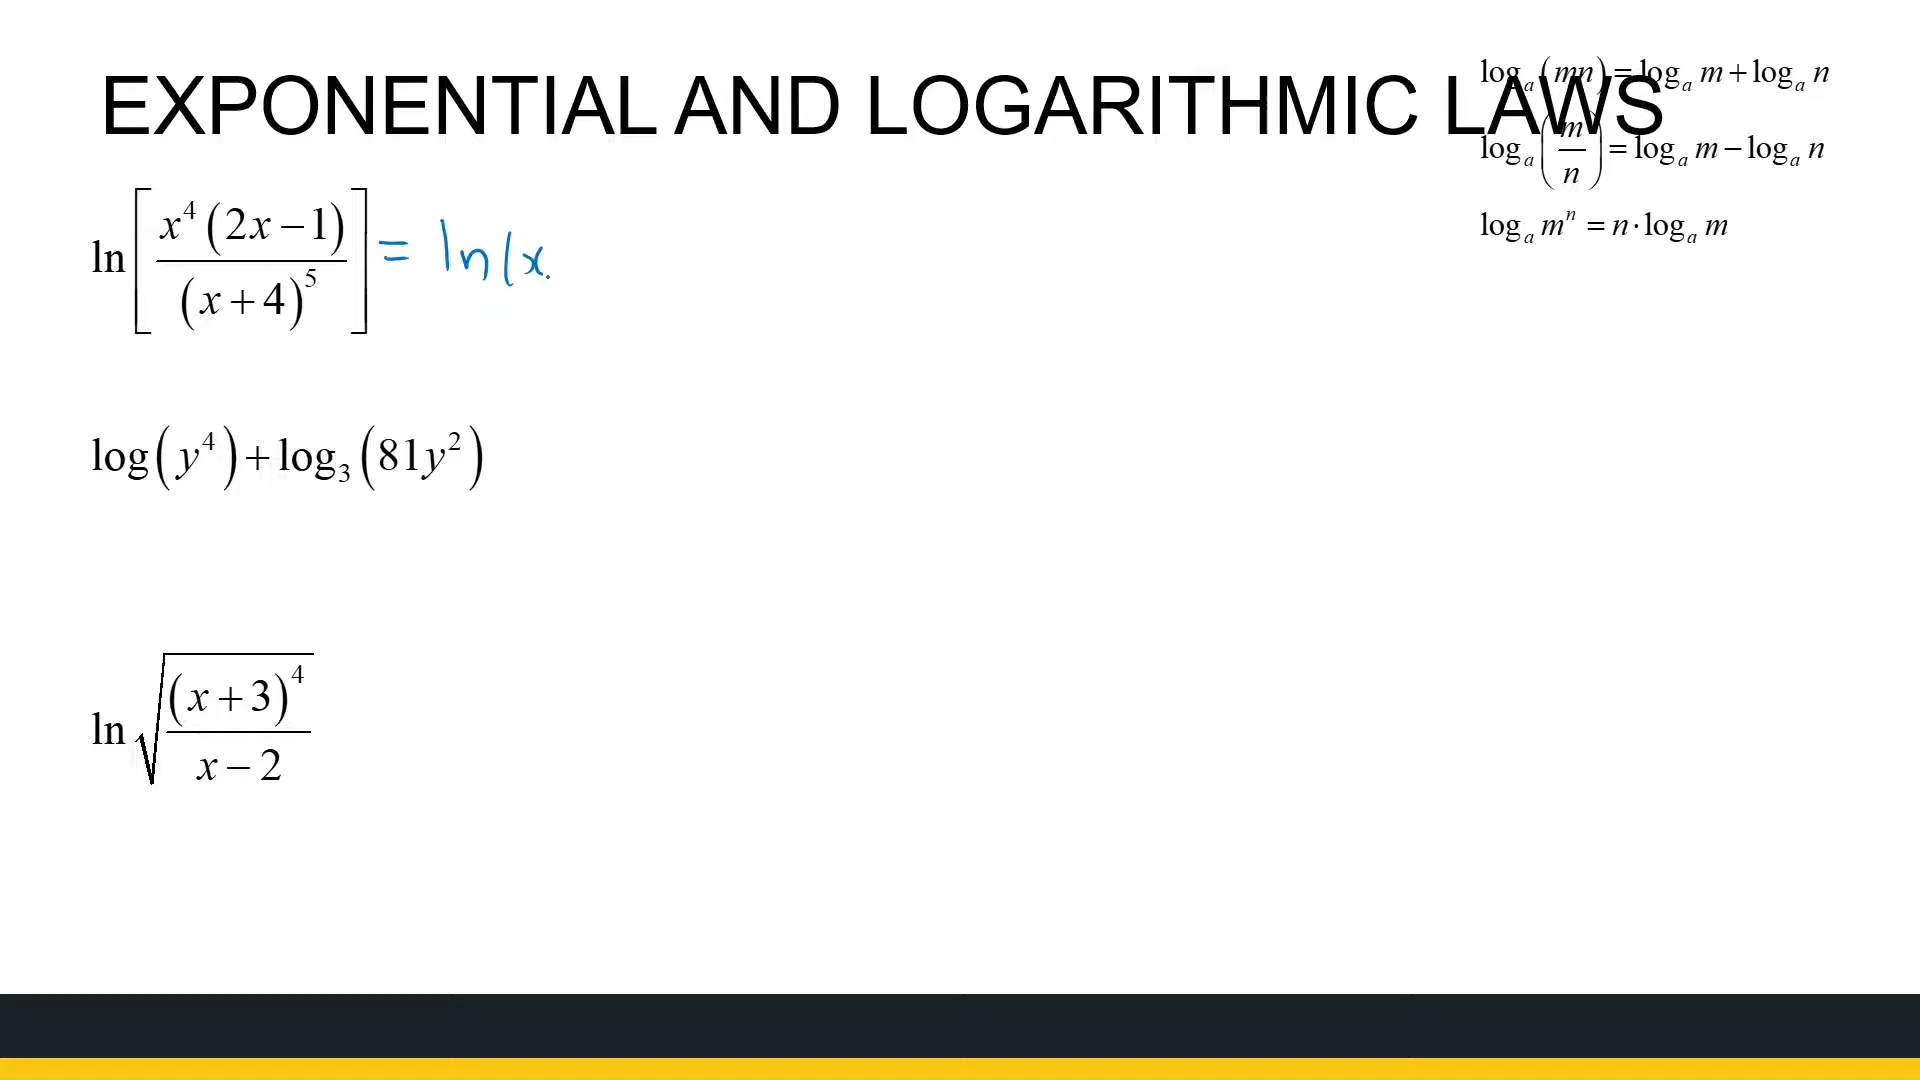 EXPONENTIAL AND LOGARITHMIC LAWS
log_a (mn) = log_a m + log_a n
log_a (m/n) = log_a m − log_a n
log_a m^n = n · log_a m
ln [ x^4 (2x − 1) / (x + 4)^5 ] = ln(x
log(y^4) + log_3(81y^2)
ln √( (x + 3)^4 / (x − 2) )